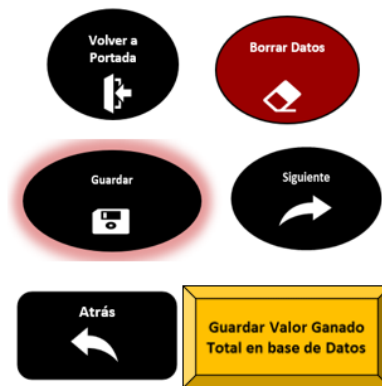 Volver a
Portada
Borrar Datos
Guardar
Siguiente
Atrás
Guardar Valor Ganado
Total en base de Datos